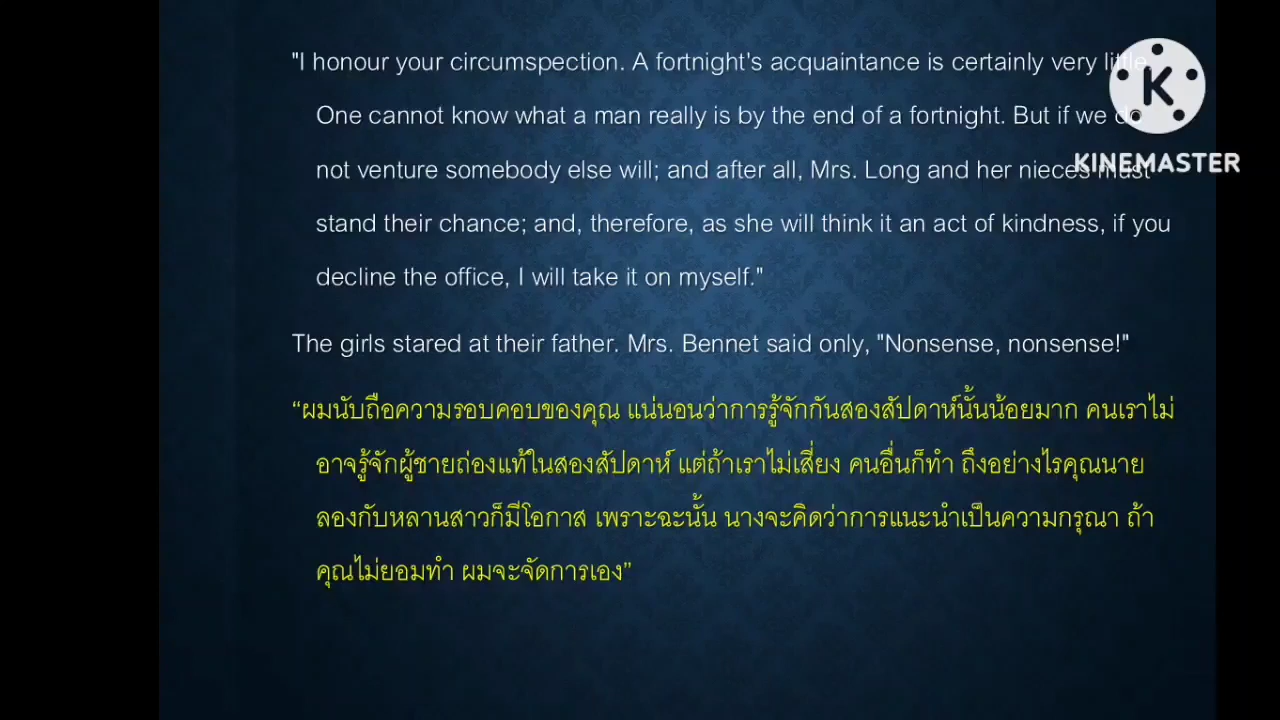 "I honour your circumspection. A fortnight's acquaintance is certainly very little.
One cannot know what a man really is by the end of a fortnight. But if we do
not venture somebody else will; and after all, Mrs. Long and her nieces must
stand their chance; and, therefore, as she will think it an act of kindness, if you
decline the office, I will take it on myself."
The girls stared at their father. Mrs. Bennet said only, "Nonsense, nonsense!"
“ผมนับถือความรอบคอบของคุณ แน่นอนว่าการรู้จักกันสองสัปดาห์นั้นน้อยมาก คนเราไม่
อาจรู้จักผู้ชายถ่องแท้ในสองสัปดาห์ แต่ถ้าเราไม่เสี่ยง คนอื่นก็ทำ ถึงอย่างไรคุณนาย
ลองกับหลานสาวก็มีโอกาส เพราะฉะนั้น นางจะคิดว่าการแนะนำเป็นความกรุณา ถ้า
คุณไม่ยอมทำ ผมจะจัดการเอง”
K
KINEMASTER